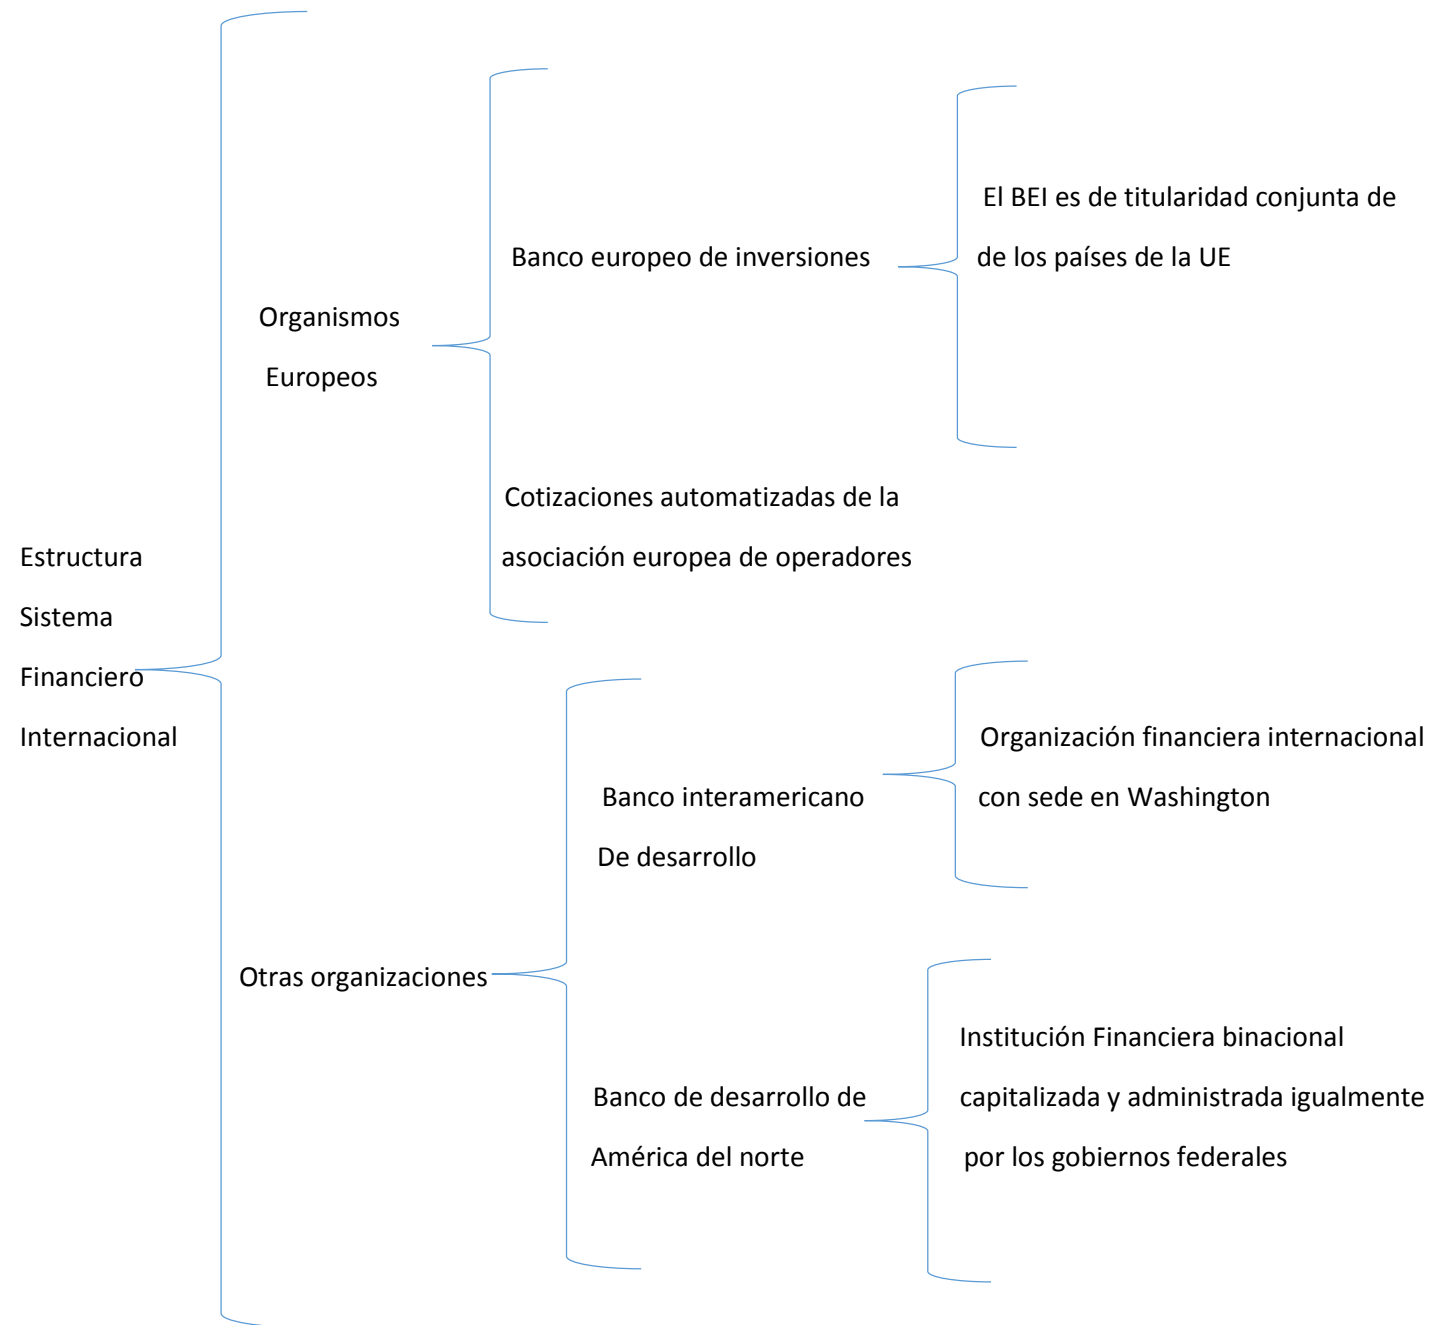 Estructura
Sistema
Financiero
Internacional
Organismos
Europeos
Banco europeo de inversiones
El BEI es de titularidad conjunta de
de los países de la UE
Cotizaciones automatizadas de la
asociación europea de operadores
Otras organizaciones
Banco interamericano
De desarrollo
Organización financiera internacional
con sede en Washington
Banco de desarrollo de
América del norte
Institución Financiera binacional
capitalizada y administrada igualmente
por los gobiernos federales